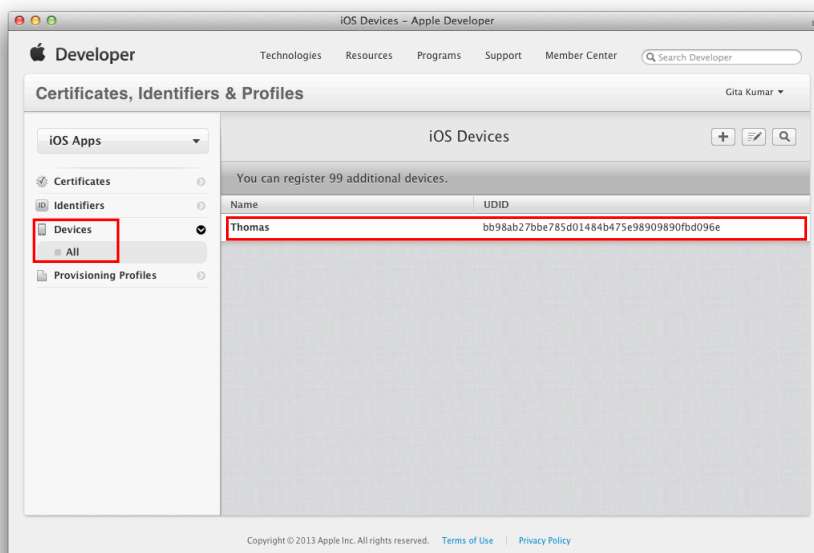 iOS Devices – Apple Developer
Developer
Technologies Resources Programs Support Member Center Search Developer
Certificates, Identifiers & Profiles
Gita Kumar
iOS Apps
iOS Devices
Certificates
You can register 99 additional devices.
ID Identifiers
Name UDID
Devices
Thomas bb98ab27bbe785d01484b475e98909890fbd096e
All
Provisioning Profiles
Copyright © 2013 Apple Inc. All rights reserved. Terms of Use | Privacy Policy